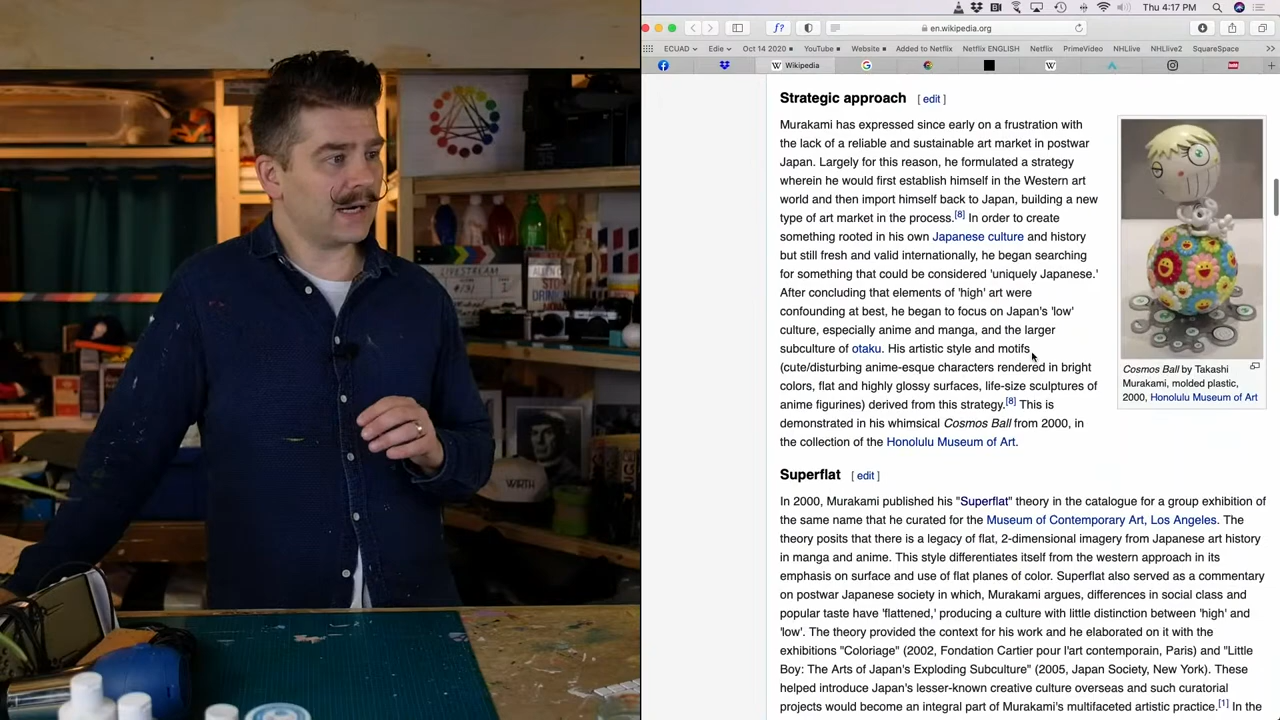 Thu 4:17 PM
en.wikipedia.org
ECUAD
Edie
Oct 14 2020
YouTube
Website
Added to Netflix
Netflix ENGLISH
Netflix
PrimeVideo
NHLlive
NHLlive2
SquareSpace
Wikipedia
Strategic approach [ edit ]
Murakami has expressed since early on a frustration with
the lack of a reliable and sustainable art market in postwar
Japan. Largely for this reason, he formulated a strategy
wherein he would first establish himself in the Western art
world and then import himself back to Japan, building a new
type of art market in the process.[8] In order to create
something rooted in his own Japanese culture and history
but still fresh and valid internationally, he began searching
for something that could be considered 'uniquely Japanese.'
After concluding that elements of 'high' art were
confounding at best, he began to focus on Japan's 'low'
culture, especially anime and manga, and the larger
subculture of otaku. His artistic style and motifs
(cute/disturbing anime-esque characters rendered in bright
colors, flat and highly glossy surfaces, life-size sculptures of
anime figurines) derived from this strategy.[8] This is
demonstrated in his whimsical Cosmos Ball from 2000, in
the collection of the Honolulu Museum of Art.
Cosmos Ball by Takashi
Murakami, molded plastic,
2000, Honolulu Museum of Art
Superflat [ edit ]
In 2000, Murakami published his "Superflat" theory in the catalogue for a group exhibition of
the same name that he curated for the Museum of Contemporary Art, Los Angeles. The
theory posits that there is a legacy of flat, 2-dimensional imagery from Japanese art history
in manga and anime. This style differentiates itself from the western approach in its
emphasis on surface and use of flat planes of color. Superflat also served as a commentary
on postwar Japanese society in which, Murakami argues, differences in social class and
popular taste have 'flattened,' producing a culture with little distinction between 'high' and
'low'. The theory provided the context for his work and he elaborated on it with the
exhibitions "Coloriage" (2002, Fondation Cartier pour l'art contemporain, Paris) and "Little
Boy: The Arts of Japan's Exploding Subculture" (2005, Japan Society, New York). These
helped introduce Japan's lesser-known creative culture overseas and such curatorial
projects would become an integral part of Murakami's multifaceted artistic practice.[1] In the
35
LIVESTREAM